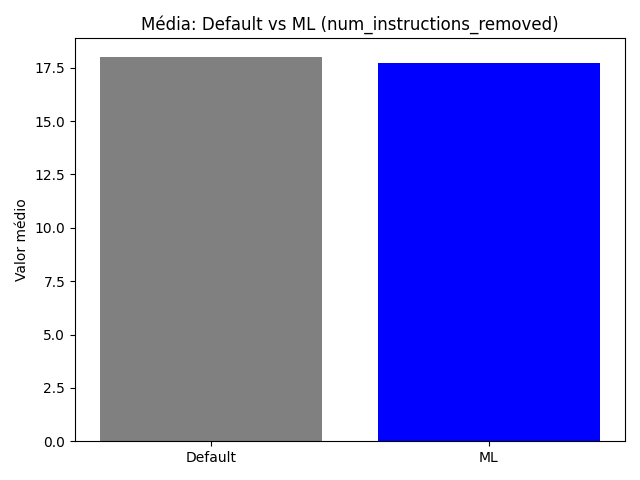 Média: Default vs ML (num_instructions_removed)
Valor médio
17.5
15.0
12.5
10.0
7.5
5.0
2.5
0.0
Default
ML